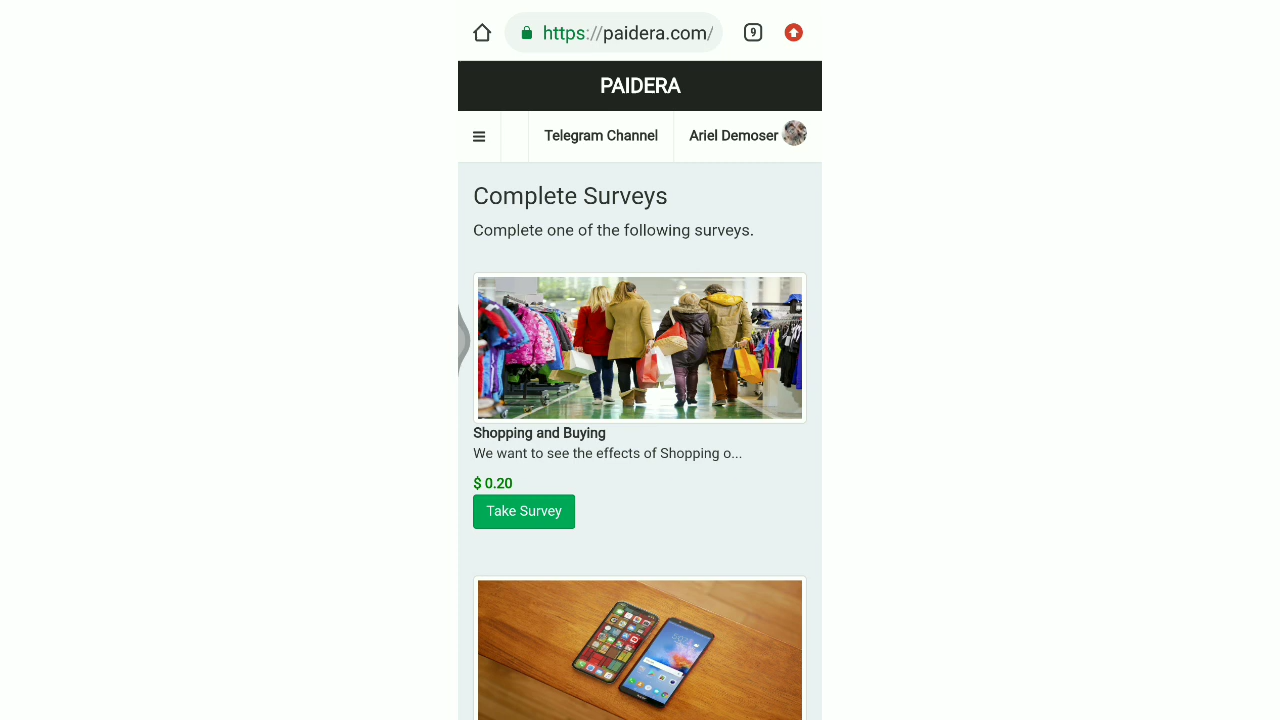 9
https://paidera.com/
PAIDERA
Telegram Channel
Ariel Demoser
Complete Surveys
Complete one of the following surveys.
Shopping and Buying
We want to see the effects of Shopping o...
$ 0.20
Take Survey